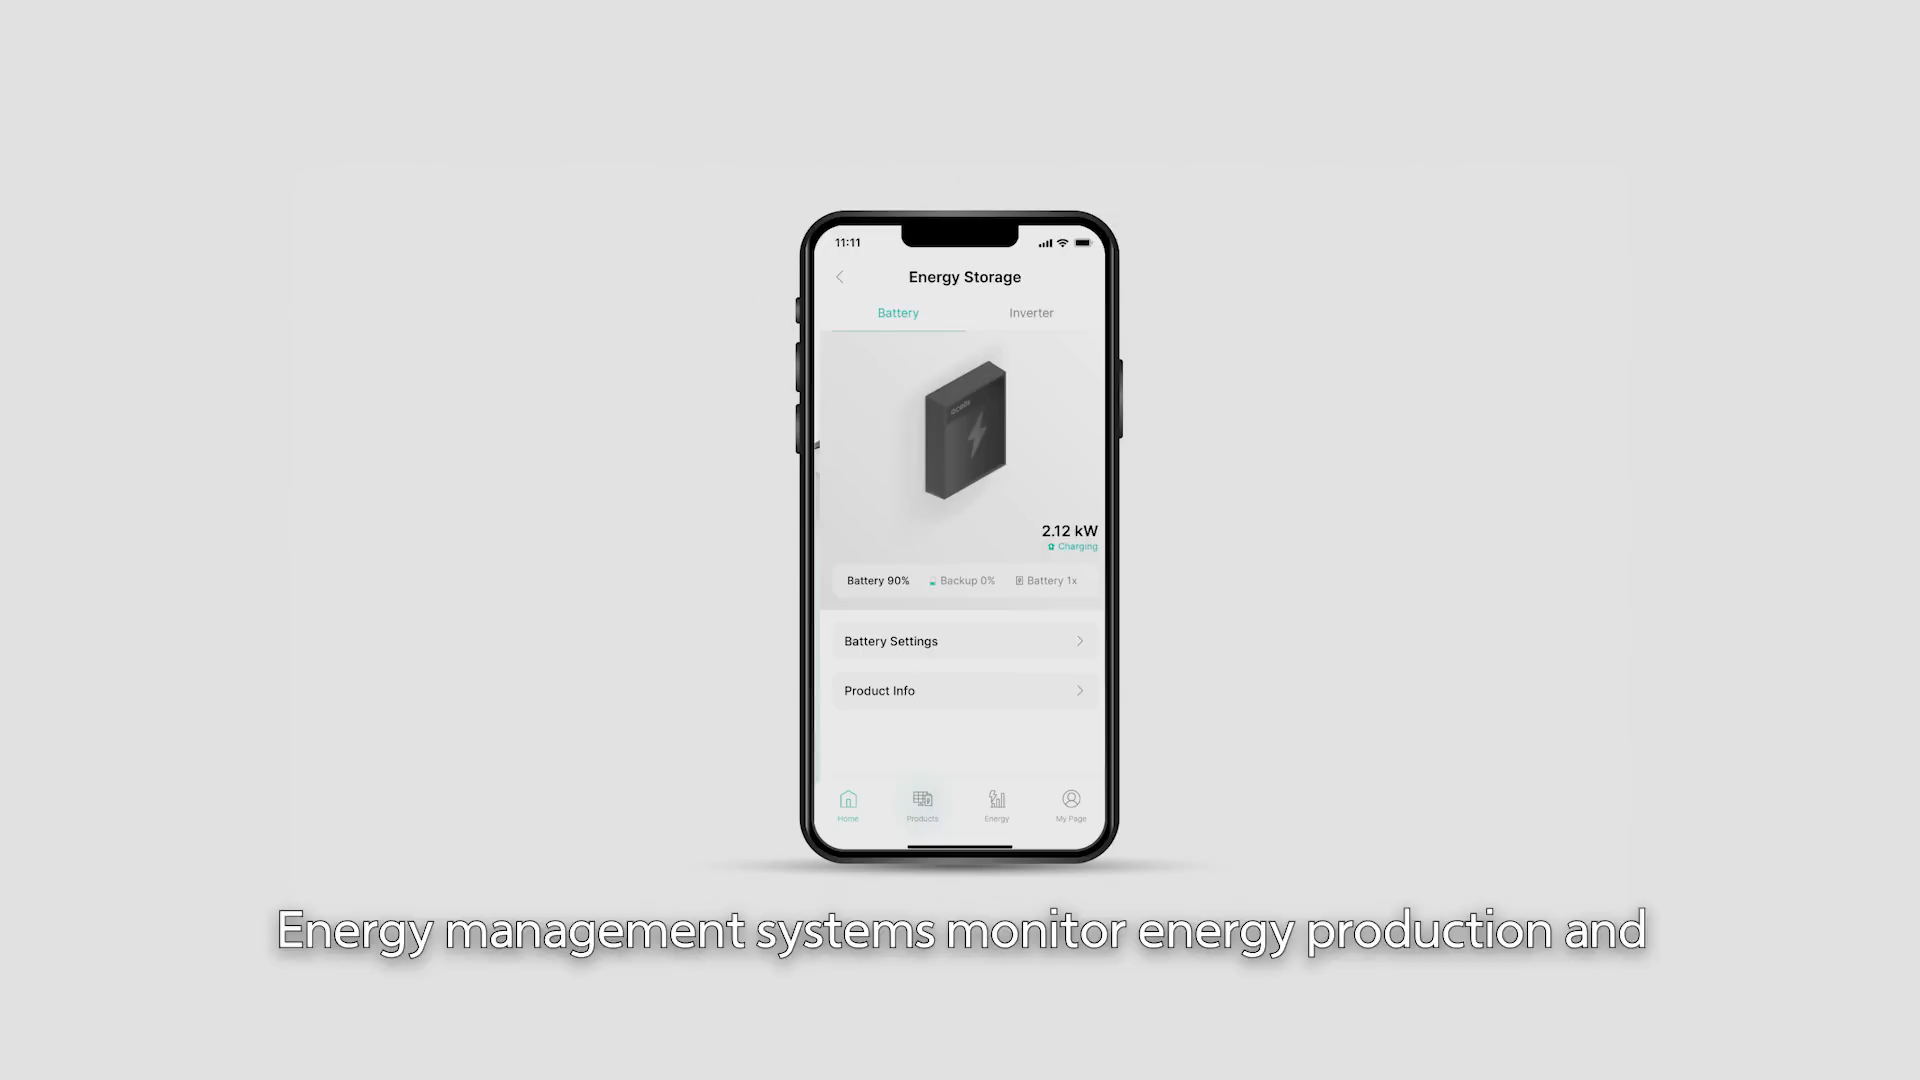 11:11
Energy Storage
Battery Inverter
Qcells
2.12 kW
Charging
Battery 90% Backup 0% Battery 1x
Battery Settings
Product Info
Home Products Energy My Page
Energy management systems monitor energy production and